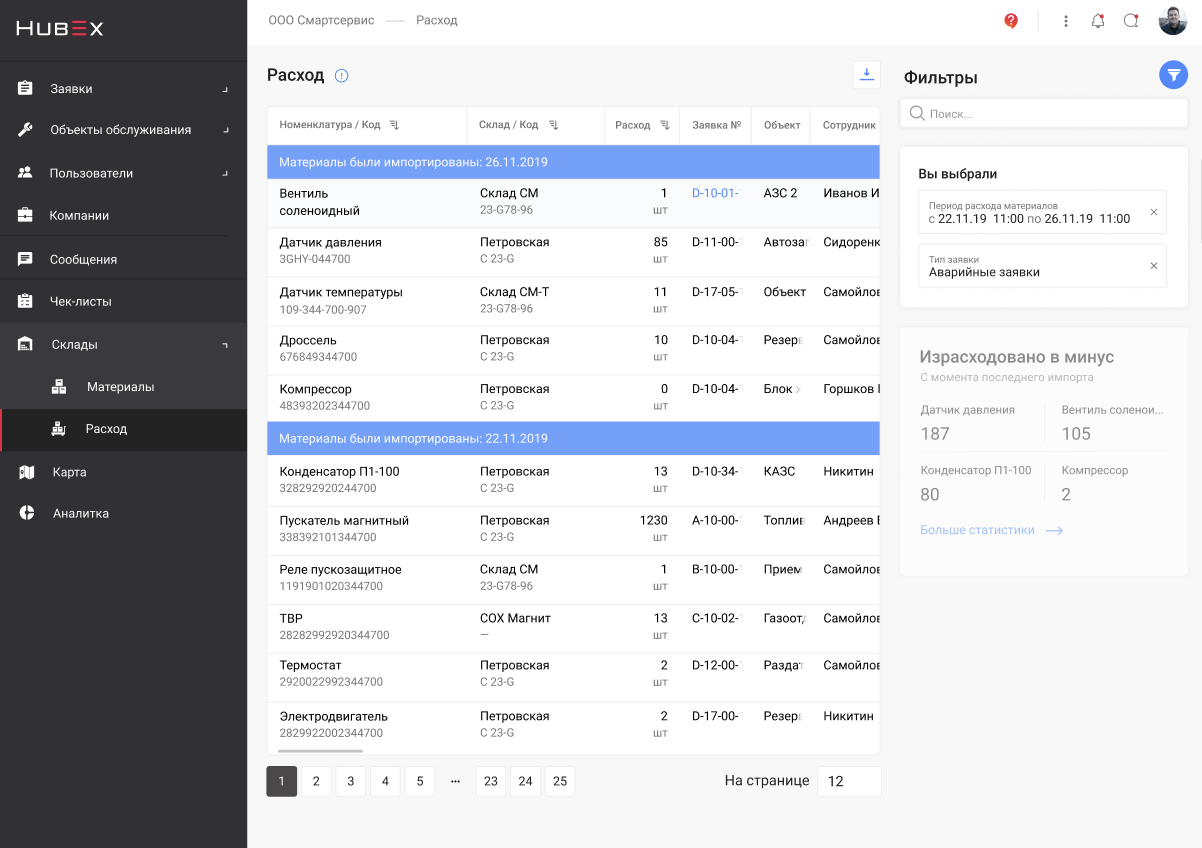 HUBEX
Заявки
Объекты обслуживания
Пользователи
Компании
Сообщения
Чек-листы
Склады
Материалы
Расход
Карта
Аналитка
ООО Смартсервис — Расход
Расход
Номенклатура / Код Склад / Код Расход Заявка № Объект Сотрудник
Материалы были импортированы: 26.11.2019
Вентиль Склад СМ 1 D-10-01- АЗС 2 Иванов И
соленоидный 23-G78-96 шт
Датчик давления Петровская 85 D-11-00- Автозаг Сидоренк
3GHY-044700 С 23-G шт
Датчик температуры Склад СМ-Т 11 D-17-05- Объект Самойлов
109-344-700-907 23-G78-96 шт
Дроссель Петровская 10 D-10-04- Резерв Самойлов
676849344700 С 23-G шт
Компрессор Петровская 0 D-10-04- Блок Горшков
48393202344700 С 23-G шт
Материалы были импортированы: 22.11.2019
Конденсатор П1-100 Петровская 13 D-10-34- КАЗС Никитин
328292920244700 С 23-G шт
Пускатель магнитный Петровская 1230 A-10-00- Топлив Андреев
338392101344700 С 23-G шт
Реле пускозащитное Склад СМ 1 B-10-00- Прием Самойлов
1191901020344700 23-G78-96 шт
ТВР СОХ Магнит 13 C-10-02- Газоотд Самойлов
28282992920344700 — шт
Термостат Петровская 2 D-12-00- Раздат Самойлов
2920022992344700 С 23-G шт
Электродвигатель Петровская 2 D-17-00- Резерв Никитин
2829922002344700 С 23-G шт
1 2 3 4 5 ··· 23 24 25 На странице 12
Фильтры
Поиск...
Вы выбрали
Период расхода материалов
с 22.11.19 11:00 по 26.11.19 11:00
Тип заявки
Аварийные заявки
Израсходовано в минус
С момента последнего импорта
Датчик давления Вентиль соленои...
187 105
Конденсатор П1-100 Компрессор
80 2
Больше статистики